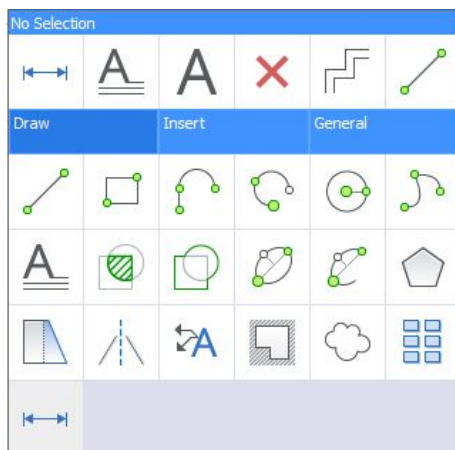 No Selection
A
A
Draw
Insert
General
A
A